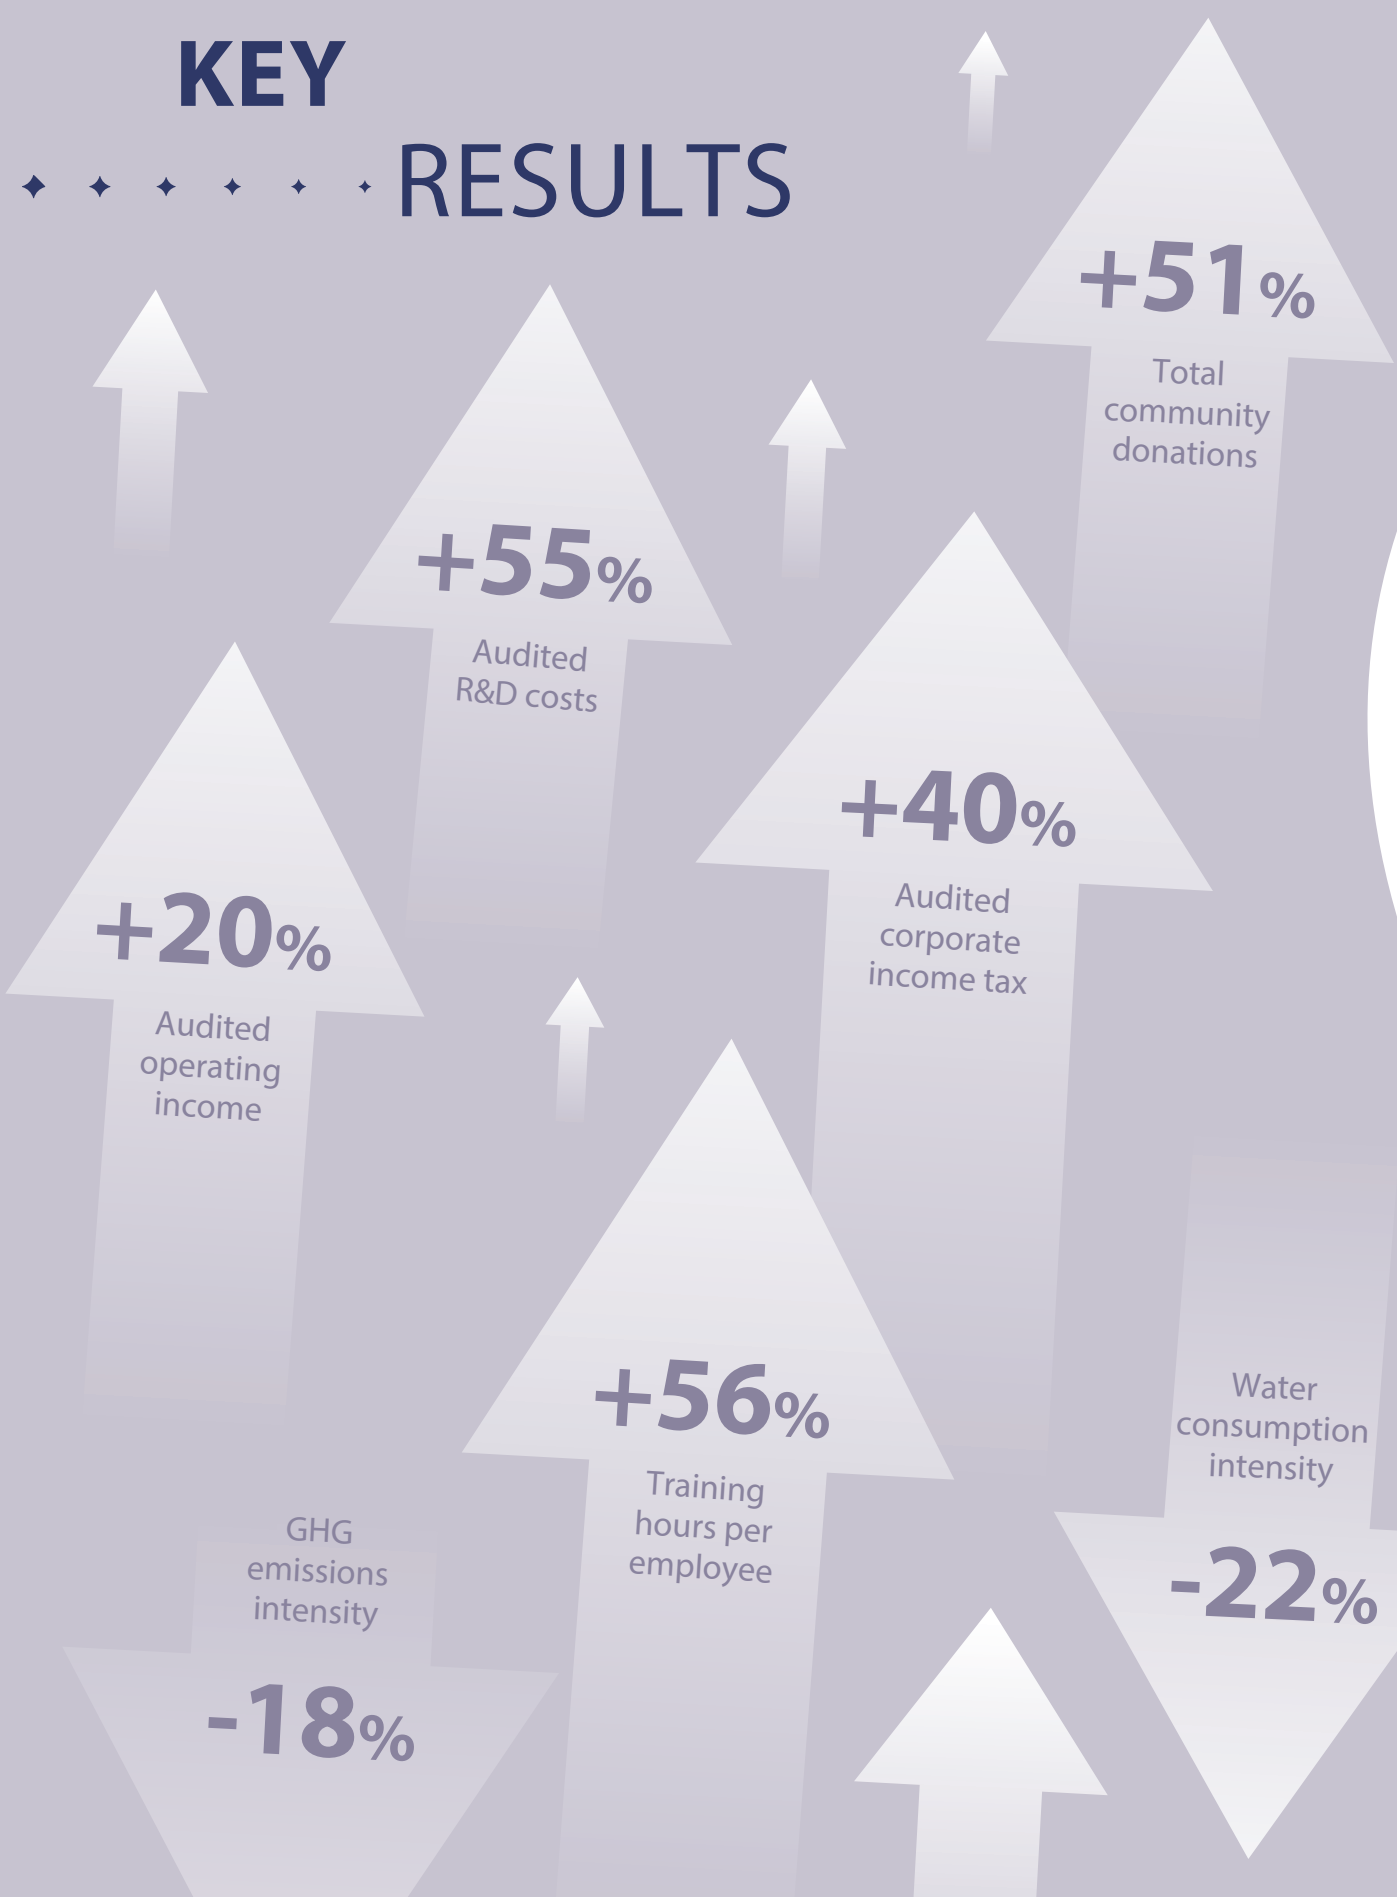 KEY
RESULTS
+51%
Total
community
donations
+55%
Audited
R&D costs
+40%
Audited
corporate
income tax
+20%
Audited
operating
income
+56%
Training
hours per
employee
Water
consumption
intensity
-22%
GHG
emissions
intensity
-18%